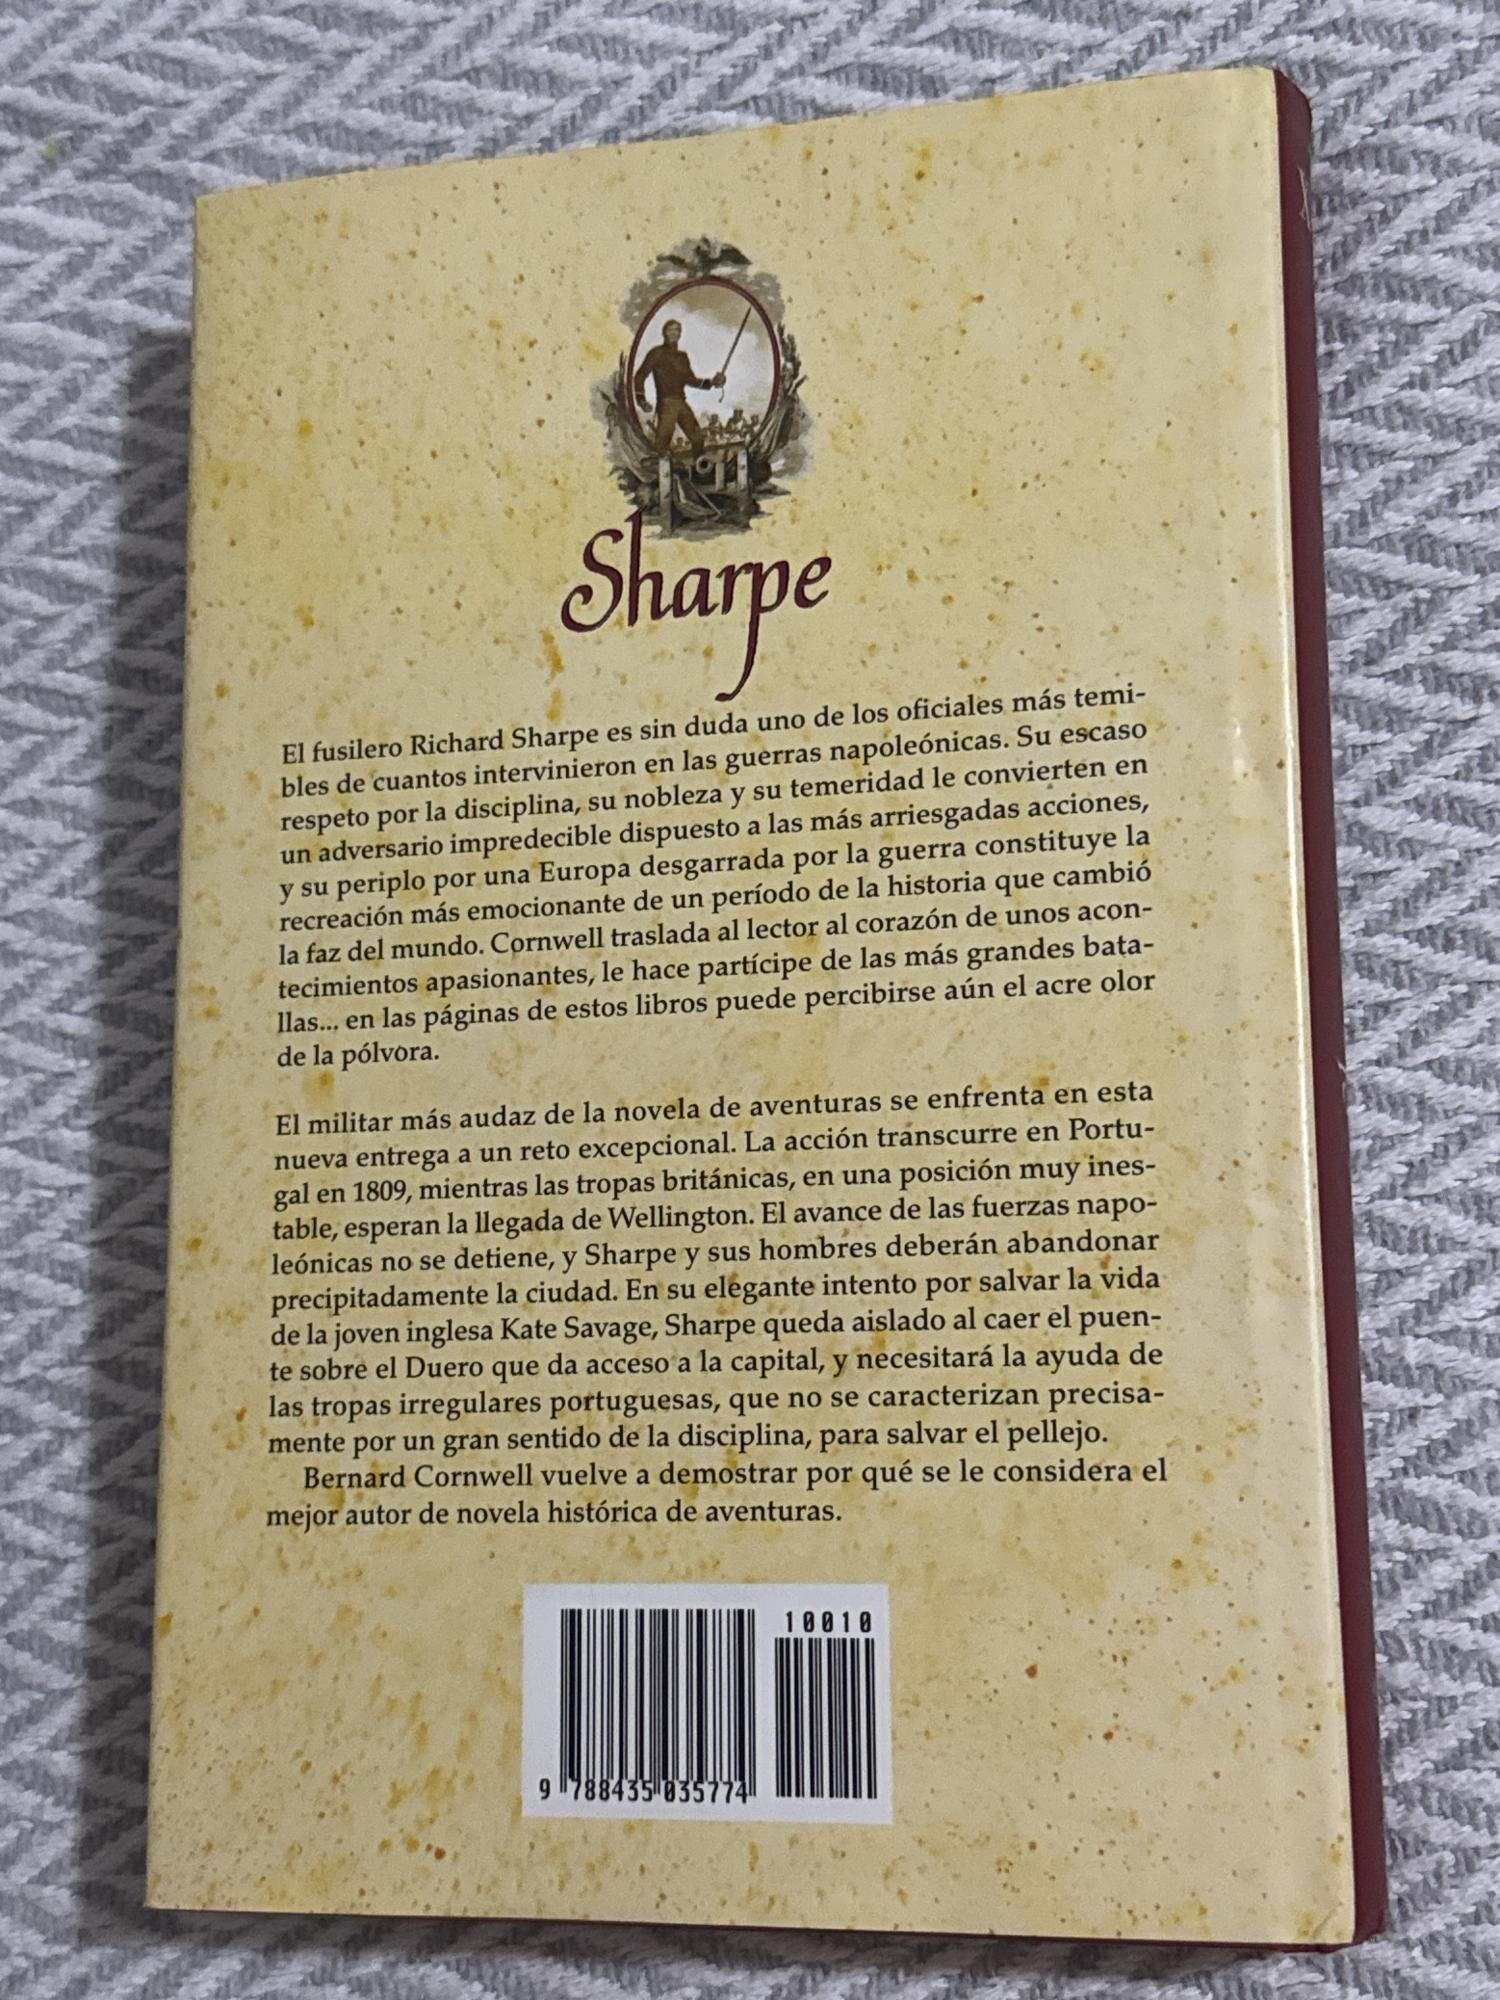 Sharpe
El fusilero Richard Sharpe es sin duda uno de los oficiales más temi-
bles de cuantos intervinieron en las guerras napoleónicas. Su escaso
respeto por la disciplina, su nobleza y su temeridad le convierten en
un adversario impredecible dispuesto a las más arriesgadas acciones,
y su periplo por una Europa desgarrada por la guerra constituye la
recreación más emocionante de un período de la historia que cambió
la faz del mundo. Cornwell traslada al lector al corazón de unos acon-
tecimientos apasionantes, le hace partícipe de las más grandes bata-
llas... en las páginas de estos libros puede percibirse aún el acre olor
de la pólvora.
El militar más audaz de la novela de aventuras se enfrenta en esta
nueva entrega a un reto excepcional. La acción transcurre en Portu-
gal en 1809, mientras las tropas británicas, en una posición muy ines-
table, esperan la llegada de Wellington. El avance de las fuerzas napo-
leónicas no se detiene, y Sharpe y sus hombres deberán abandonar
precipitadamente la ciudad. En su elegante intento por salvar la vida
de la joven inglesa Kate Savage, Sharpe queda aislado al caer el puen-
te sobre el Duero que da acceso a la capital, y necesitará la ayuda de
las tropas irregulares portuguesas, que no se caracterizan precisa-
mente por un gran sentido de la disciplina, para salvar el pellejo.
Bernard Cornwell vuelve a demostrar por qué se le considera el
mejor autor de novela histórica de aventuras.
10010
9 788435 035774